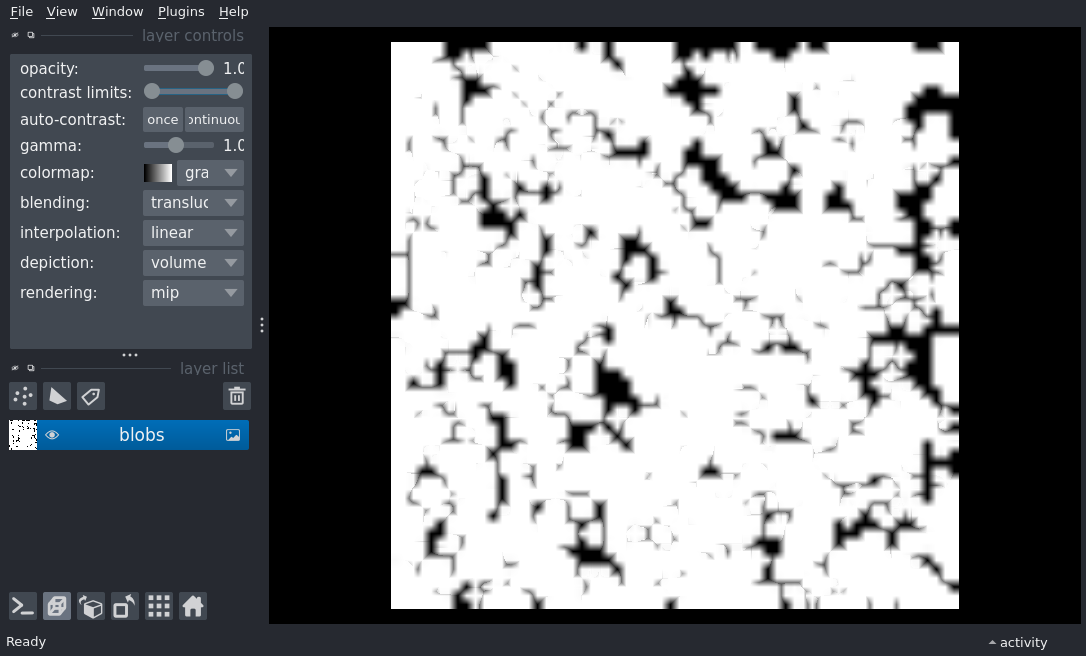 File View Window Plugins Help
layer controls
opacity: 1.0
contrast limits:
auto-contrast: once ontinuou
gamma: 1.0
colormap: gra
blending: transluc
interpolation: linear
depiction: volume
rendering: mip
layer list
blobs
Ready
activity